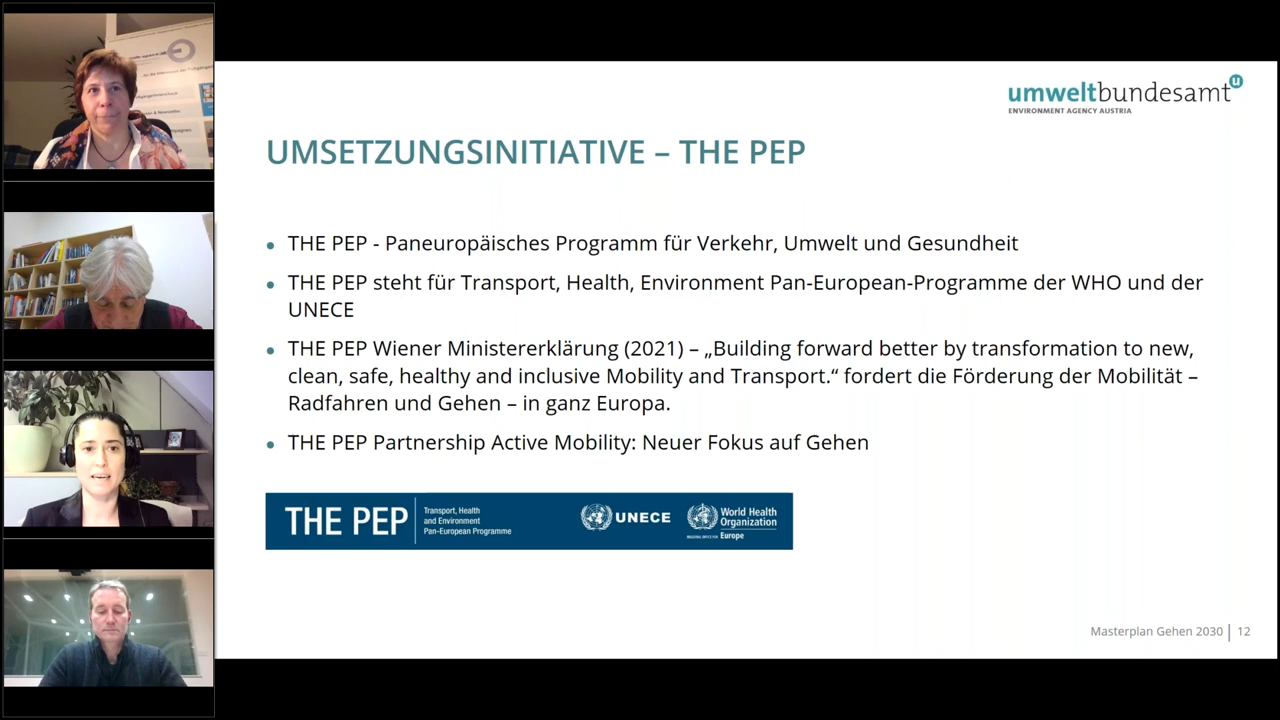 umweltbundesamt
ENVIRONMENT AGENCY AUSTRIA
UMSETZUNGSINITIATIVE – THE PEP
THE PEP - Paneuropäisches Programm für Verkehr, Umwelt und Gesundheit
THE PEP steht für Transport, Health, Environment Pan-European-Programme der WHO und der
UNECE
THE PEP Wiener Ministererklärung (2021) – „Building forward better by transformation to new,
clean, safe, healthy and inclusive Mobility and Transport.“ fordert die Förderung der Mobilität –
Radfahren und Gehen – in ganz Europa.
THE PEP Partnership Active Mobility: Neuer Fokus auf Gehen
THE PEP
Transport, Health
and Environment
Pan-European Programme
UNECE
World Health
Organization
REGIONAL OFFICE FOR Europe
Masterplan Gehen 2030 | 12